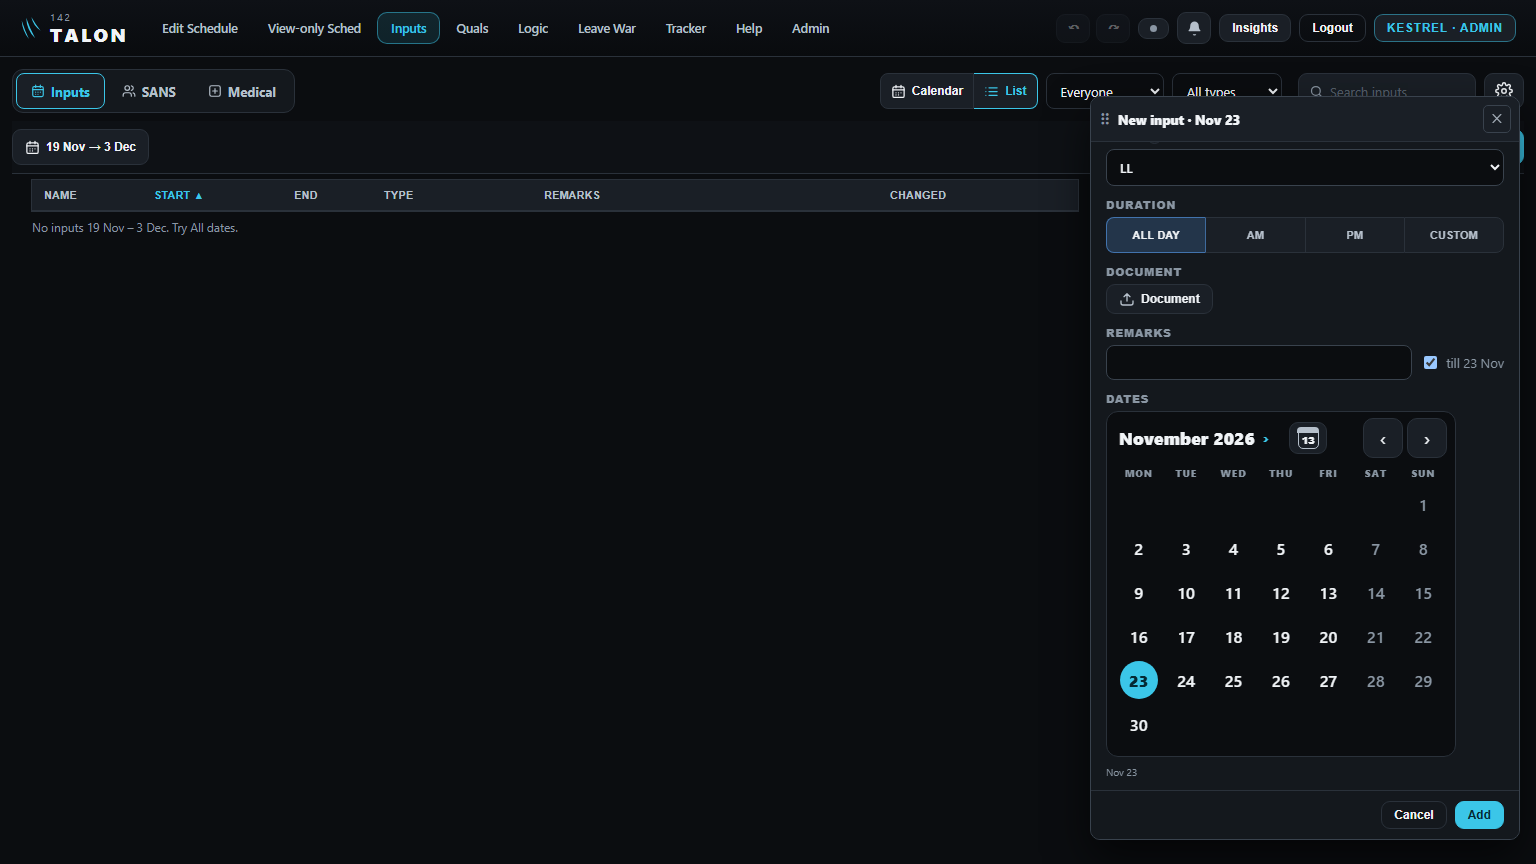 142
TALON
Edit Schedule
View-only Sched
Inputs
Quals
Logic
Leave War
Tracker
Help
Admin
Insights
Logout
KESTREL · ADMIN
Inputs
SANS
Medical
Calendar
List
Everyone
All types
Search inputs
19 Nov → 3 Dec
NAME
START ▲
END
TYPE
REMARKS
CHANGED
No inputs 19 Nov – 3 Dec. Try All dates.
New input · Nov 23
LL
DURATION
ALL DAY
AM
PM
CUSTOM
DOCUMENT
Document
REMARKS
till 23 Nov
DATES
November 2026 ›
13
‹ ›
MON TUE WED THU FRI SAT SUN
1
2 3 4 5 6 7 8
9 10 11 12 13 14 15
16 17 18 19 20 21 22
23 24 25 26 27 28 29
30
Nov 23
Cancel
Add